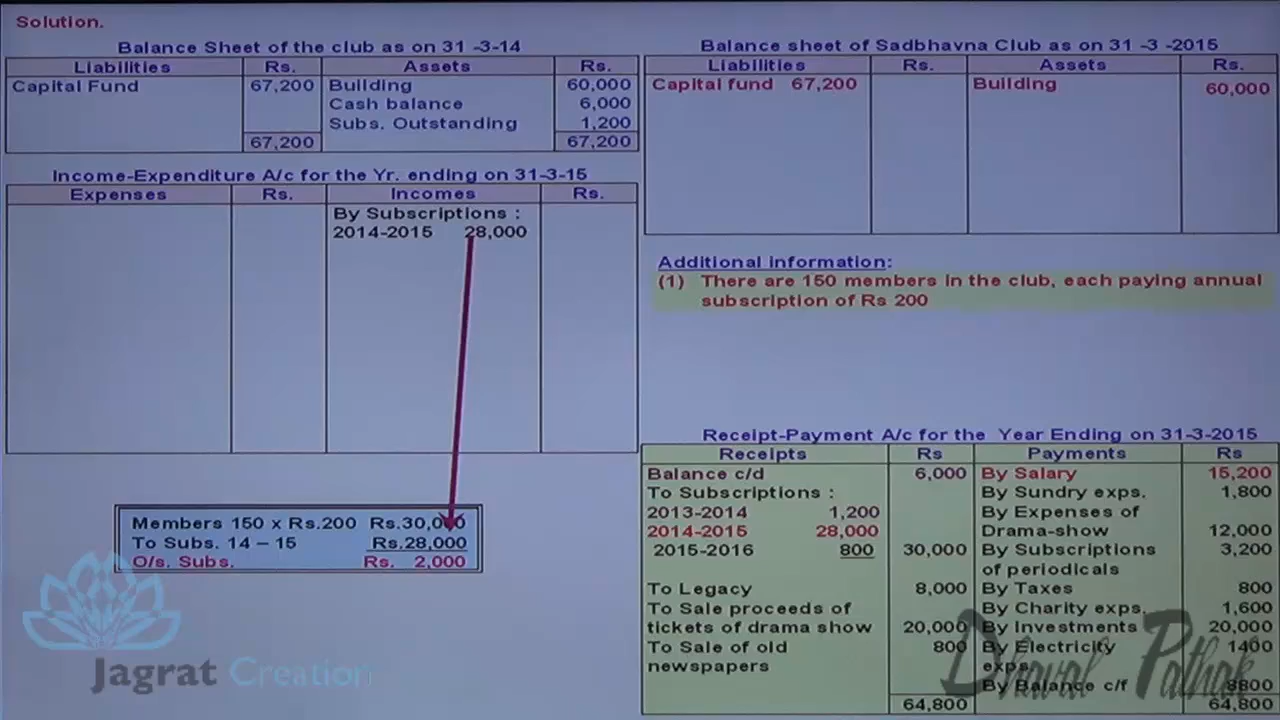 Solution.
Balance Sheet of the club as on 31 -3-14
Liabilities Rs. Assets Rs.
Capital Fund 67,200 Building 60,000
Cash balance 6,000
Subs. Outstanding 1,200
67,200 67,200
Income-Expenditure A/c for the Yr. ending on 31-3-15
Expenses Rs. Incomes Rs.
By Subscriptions :
2014-2015 28,000
Members 150 x Rs.200 Rs.30,000
To Subs. 14 – 15 Rs.28,000
O/s. Subs. Rs. 2,000
Jagrat Creation
Balance sheet of Sadbhavna Club as on 31 -3 -2015
Liabilities Rs. Assets Rs.
Capital fund 67,200 Building 60,000
Additional information:
(1) There are 150 members in the club, each paying annual
subscription of Rs 200
Receipt-Payment A/c for the Year Ending on 31-3-2015
Receipts Rs Payments Rs
Balance c/d 6,000 By Salary 15,200
To Subscriptions : By Sundry exps. 1,800
2013-2014 1,200 By Expenses of
2014-2015 28,000 Drama-show 12,000
2015-2016 800 30,000 By Subscriptions 3,200
of periodicals
To Legacy 8,000 By Taxes 800
To Sale proceeds of By Charity exps. 1,600
tickets of drama show 20,000 By Investments 20,000
To Sale of old 800 By Electricity 1400
newspapers exps.
By Balance c/f 8800
64,800 64,800
Dhaval Pathak